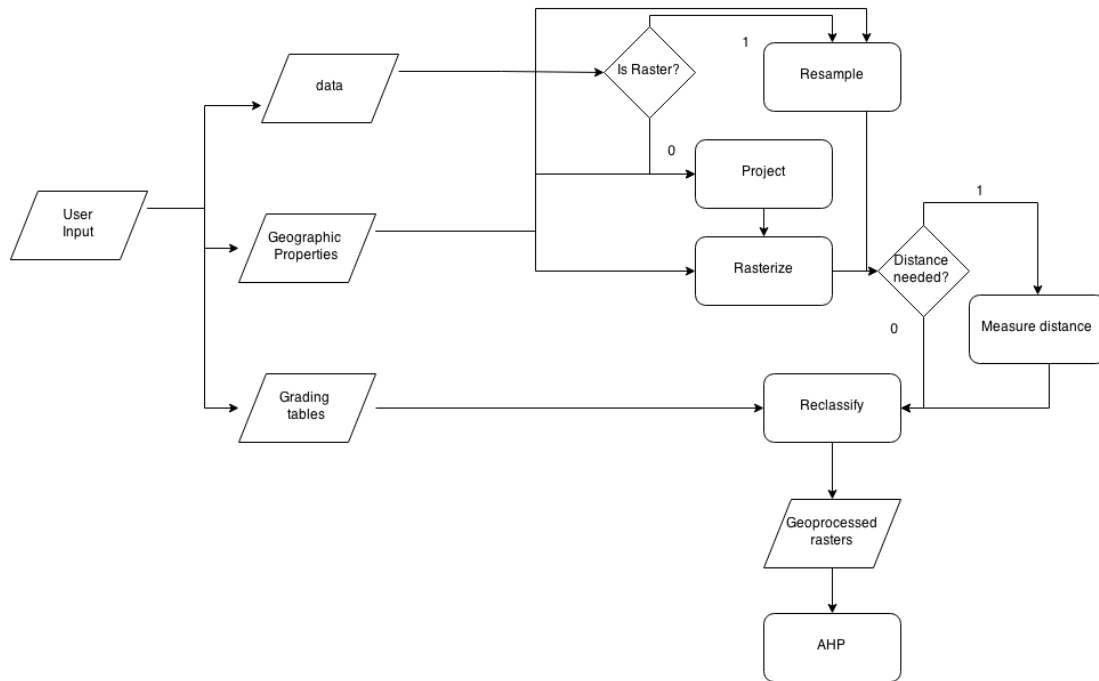 data
Is Raster?
1
Resample
0
Project
User
Input
Geographic
Properties
Rasterize
Distance
needed?
1
0
Measure distance
Grading
tables
Reclassify
Geoprocessed
rasters
AHP